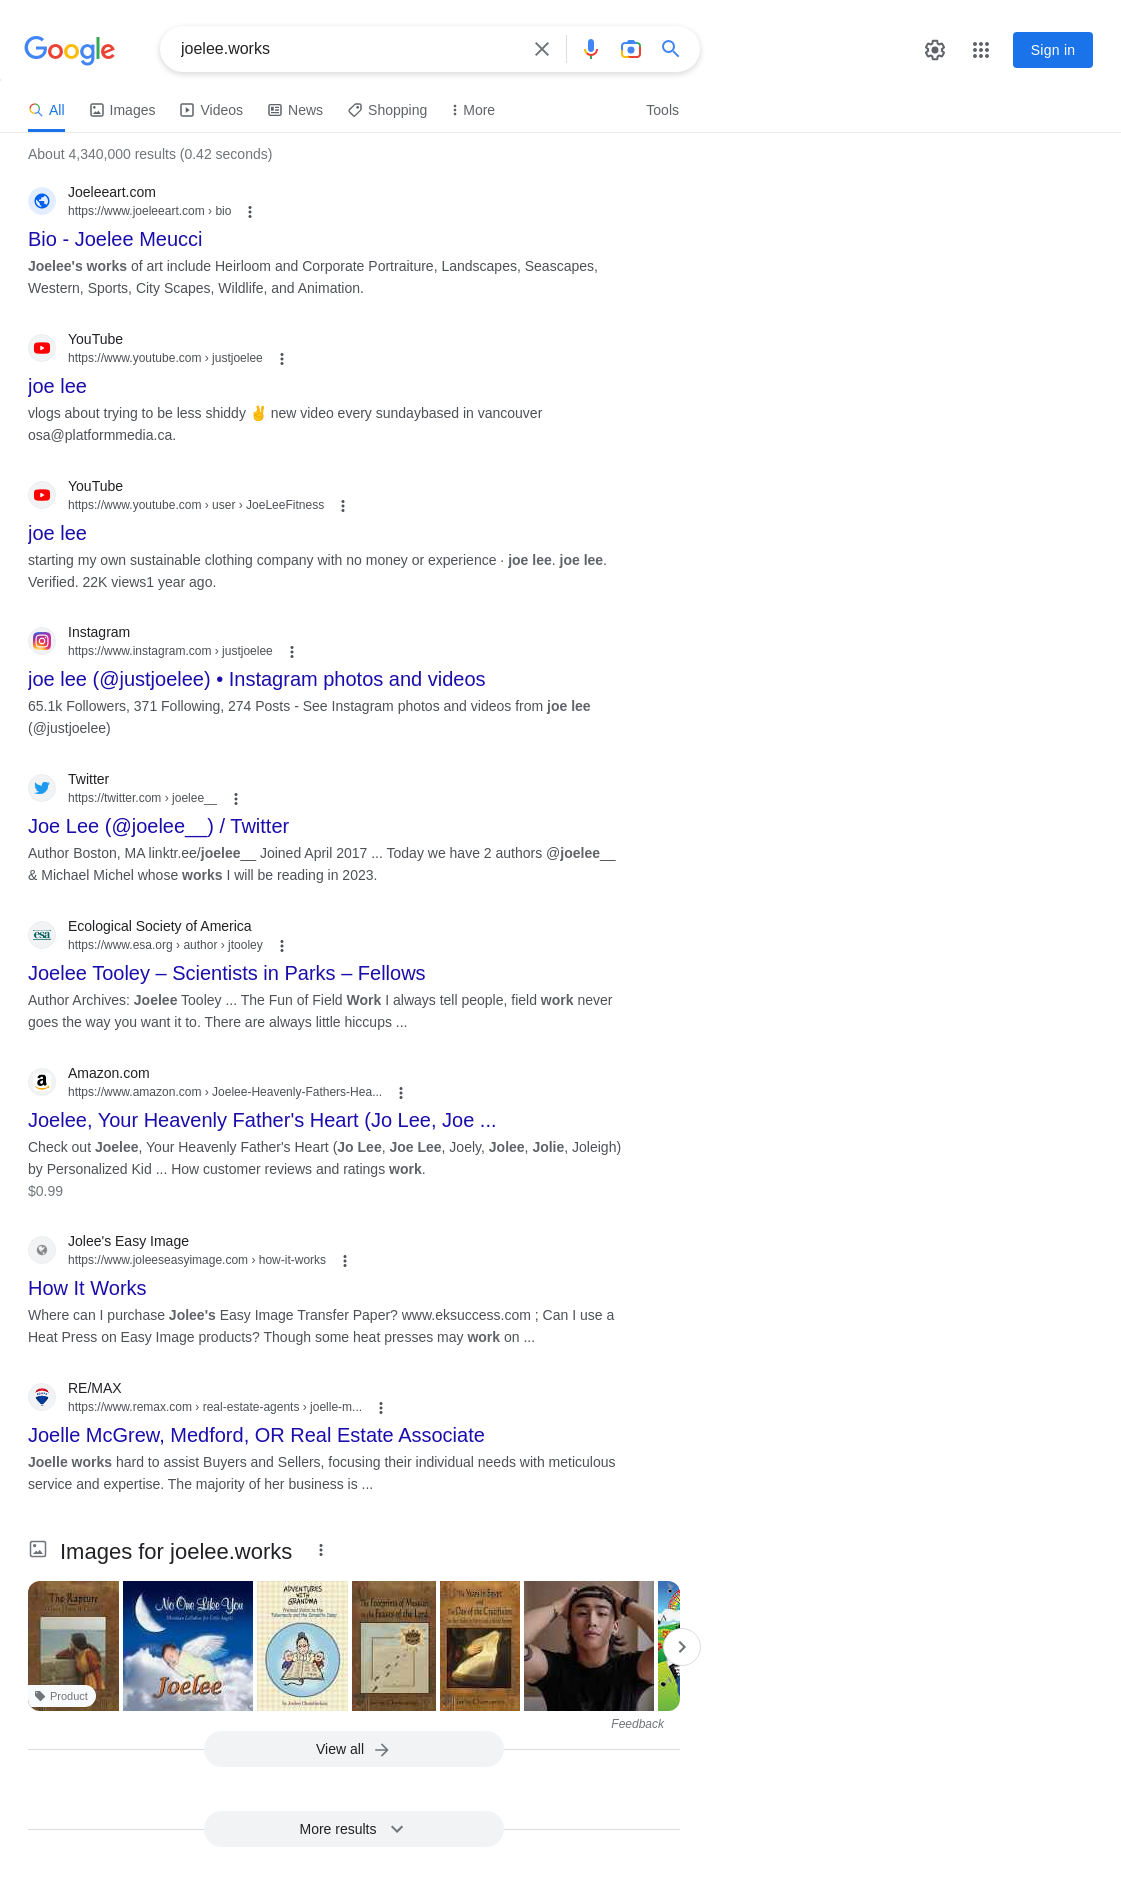 Google
joelee.works
Sign in
All
Images
Videos
News
Shopping
More
Tools
About 4,340,000 results (0.42 seconds)
Joeleeart.com
https://www.joeleeart.com › bio
Bio - Joelee Meucci
Joelee's works of art include Heirloom and Corporate Portraiture, Landscapes, Seascapes,
Western, Sports, City Scapes, Wildlife, and Animation.
YouTube
https://www.youtube.com › justjoelee
joe lee
vlogs about trying to be less shiddy ✌️ new video every sundaybased in vancouver
osa@platformmedia.ca.
YouTube
https://www.youtube.com › user › JoeLeeFitness
joe lee
starting my own sustainable clothing company with no money or experience · joe lee. joe lee.
Verified. 22K views1 year ago.
Instagram
https://www.instagram.com › justjoelee
joe lee (@justjoelee) • Instagram photos and videos
65.1k Followers, 371 Following, 274 Posts - See Instagram photos and videos from joe lee
(@justjoelee)
Twitter
https://twitter.com › joelee__
Joe Lee (@joelee__) / Twitter
Author Boston, MA linktr.ee/joelee__ Joined April 2017 ... Today we have 2 authors @joelee__
& Michael Michel whose works I will be reading in 2023.
esa
Ecological Society of America
https://www.esa.org › author › jtooley
Joelee Tooley – Scientists in Parks – Fellows
Author Archives: Joelee Tooley ... The Fun of Field Work I always tell people, field work never
goes the way you want it to. There are always little hiccups ...
Amazon.com
https://www.amazon.com › Joelee-Heavenly-Fathers-Hea...
Joelee, Your Heavenly Father's Heart (Jo Lee, Joe ...
Check out Joelee, Your Heavenly Father's Heart (Jo Lee, Joe Lee, Joely, Jolee, Jolie, Joleigh)
by Personalized Kid ... How customer reviews and ratings work.
$0.99
Jolee's Easy Image
https://www.joleeseasyimage.com › how-it-works
How It Works
Where can I purchase Jolee's Easy Image Transfer Paper? www.eksuccess.com ; Can I use a
Heat Press on Easy Image products? Though some heat presses may work on ...
RE/MAX
https://www.remax.com › real-estate-agents › joelle-m...
Joelle McGrew, Medford, OR Real Estate Associate
Joelle works hard to assist Buyers and Sellers, focusing their individual needs with meticulous
service and expertise. The majority of her business is ...
Images for joelee.works
The Rapture
No One Like You
Joelee
ADVENTURES
WITH
GRANDMA
The Footprints of Messiah
in the Feasts of the Lord
The Day of the Crucifixion
Product
Feedback
View all
More results